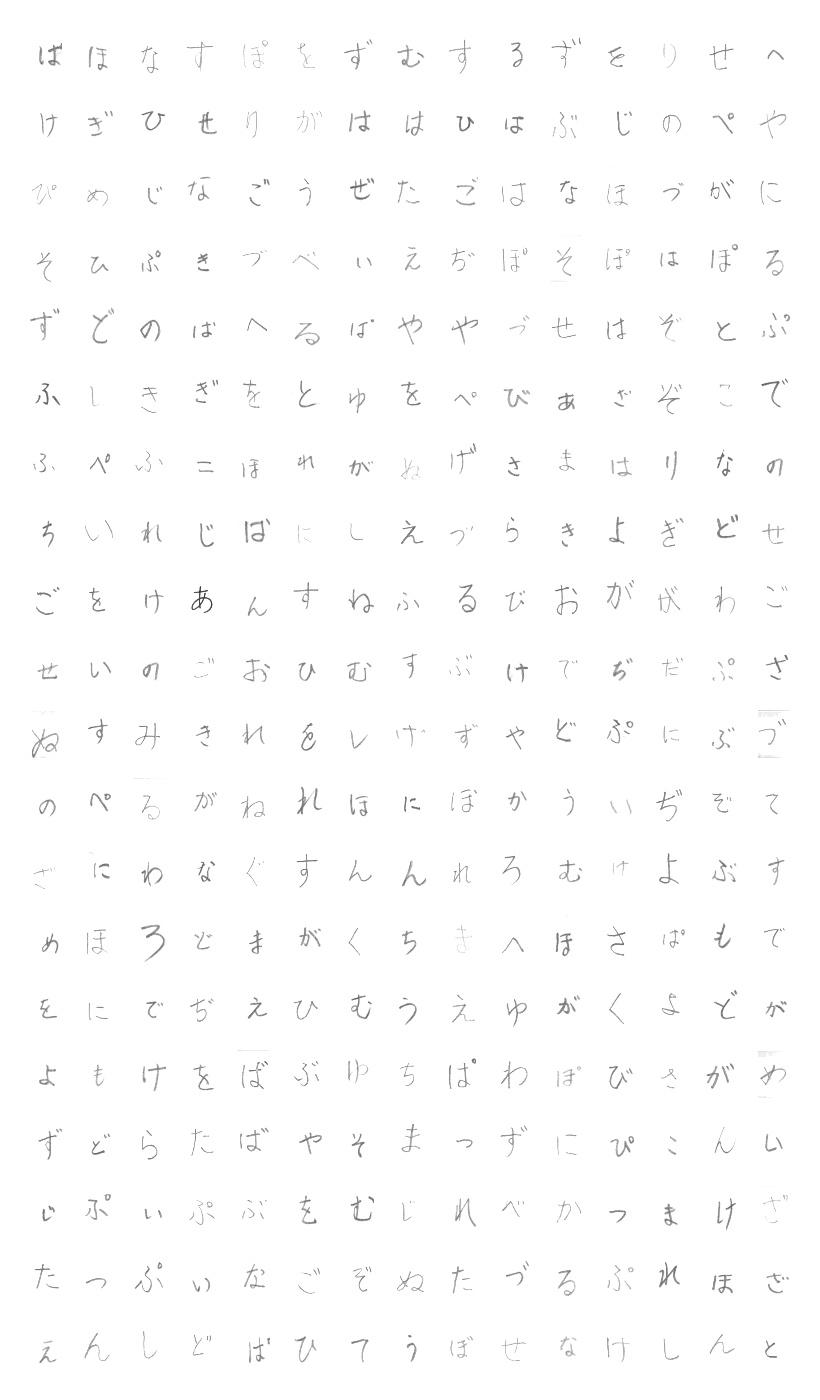 ばほなすぽをずむするずをりせへ
けぎひせりがははひはぶじのぺや
ぴめじなごうぜたごはなほづがに
そひぷきづべいえぢぽそぽはぽる
ずどのばへるぱややづせはぞとぷ
ふしきぎをとゆをぺびあざぞこで
ふぺふこほれがぬげさまはりなの
ちいれじばにしえづらきよぎどせ
ごをけあんすねふるびおががわご
せいのごおひむすぶけでぢだぷざ
ぬすみきれをしげずやどぷにぶづ
のぺるがねれほにぼかういぢぞて
ざにわなぐすんんれろむけよぶす
めほろどまがくちきへほさぱもで
をにでぢえひむうえゆがくよどが
よもけをばぶゆちぱわぽびさがめ
ずどらたばやそまっずにぴこんい
じぷいぷぶをむじれべかつまけざ
たっぷいなごぞぬたづるぷれほざ
えんしどばひてうぼせなけしんと